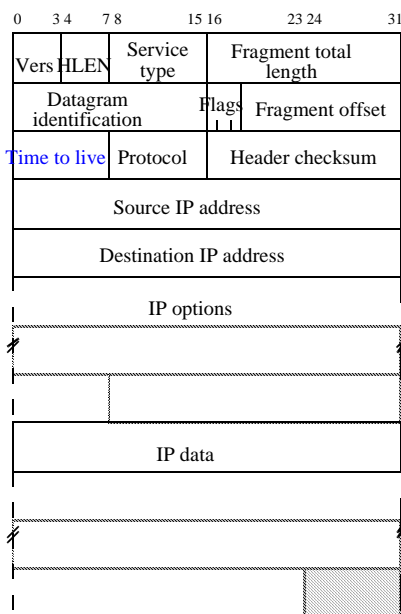 0 3 4 7 8 15 16 23 24 31
Vers HLEN Service type Fragment total length
Datagram identification Flags Fragment offset
Time to live Protocol Header checksum
Source IP address
Destination IP address
IP options
IP data